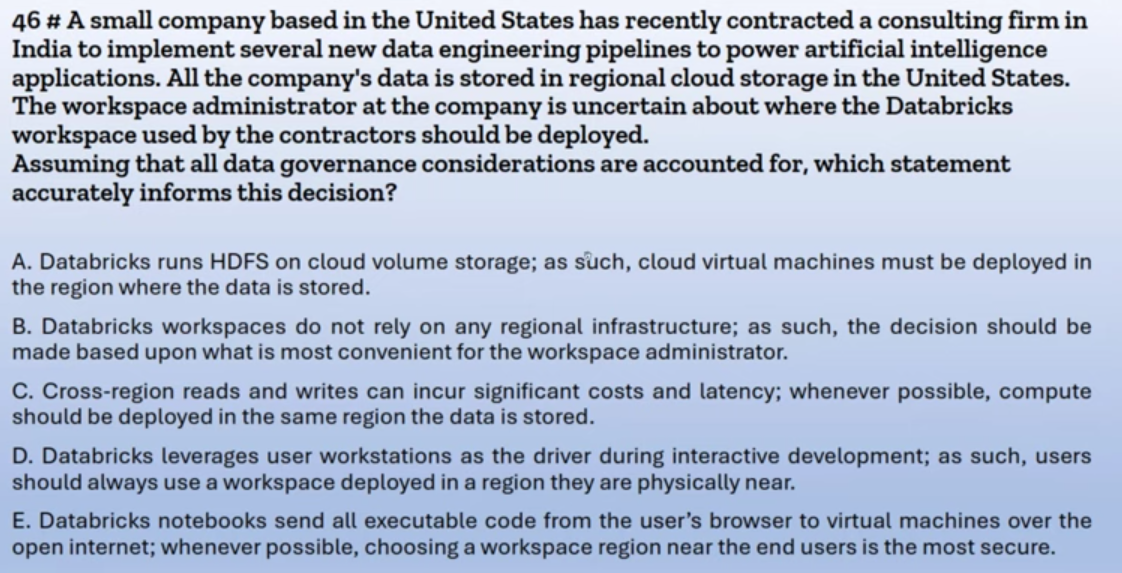 46 # A small company based in the United States has recently contracted a consulting firm in
India to implement several new data engineering pipelines to power artificial intelligence
applications. All the company's data is stored in regional cloud storage in the United States.
The workspace administrator at the company is uncertain about where the Databricks
workspace used by the contractors should be deployed.
Assuming that all data governance considerations are accounted for, which statement
accurately informs this decision?
A. Databricks runs HDFS on cloud volume storage; as such, cloud virtual machines must be deployed in
the region where the data is stored.
B. Databricks workspaces do not rely on any regional infrastructure; as such, the decision should be
made based upon what is most convenient for the workspace administrator.
C. Cross-region reads and writes can incur significant costs and latency; whenever possible, compute
should be deployed in the same region the data is stored.
D. Databricks leverages user workstations as the driver during interactive development; as such, users
should always use a workspace deployed in a region they are physically near.
E. Databricks notebooks send all executable code from the user’s browser to virtual machines over the
open internet; whenever possible, choosing a workspace region near the end users is the most secure.